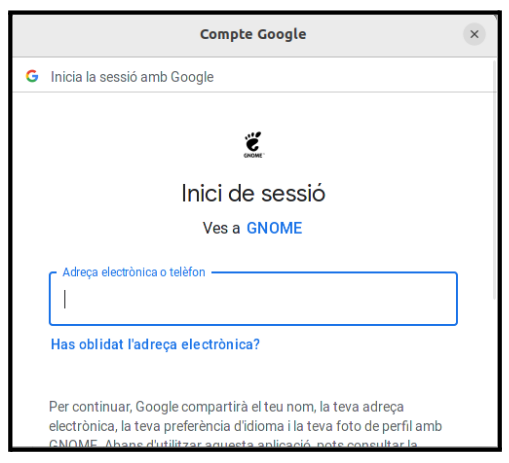 Compte Google
Inicia la sessió amb Google
GNOME™
Inici de sessió
Ves a GNOME
Adreça electrònica o telèfon
Has oblidat l'adreça electrònica?
Per continuar, Google compartirà el teu nom, la teva adreça
electrònica, la teva preferència d'idioma i la teva foto de perfil amb
GNOME. Abans d'utilitzar aquesta aplicació, pots consultar la